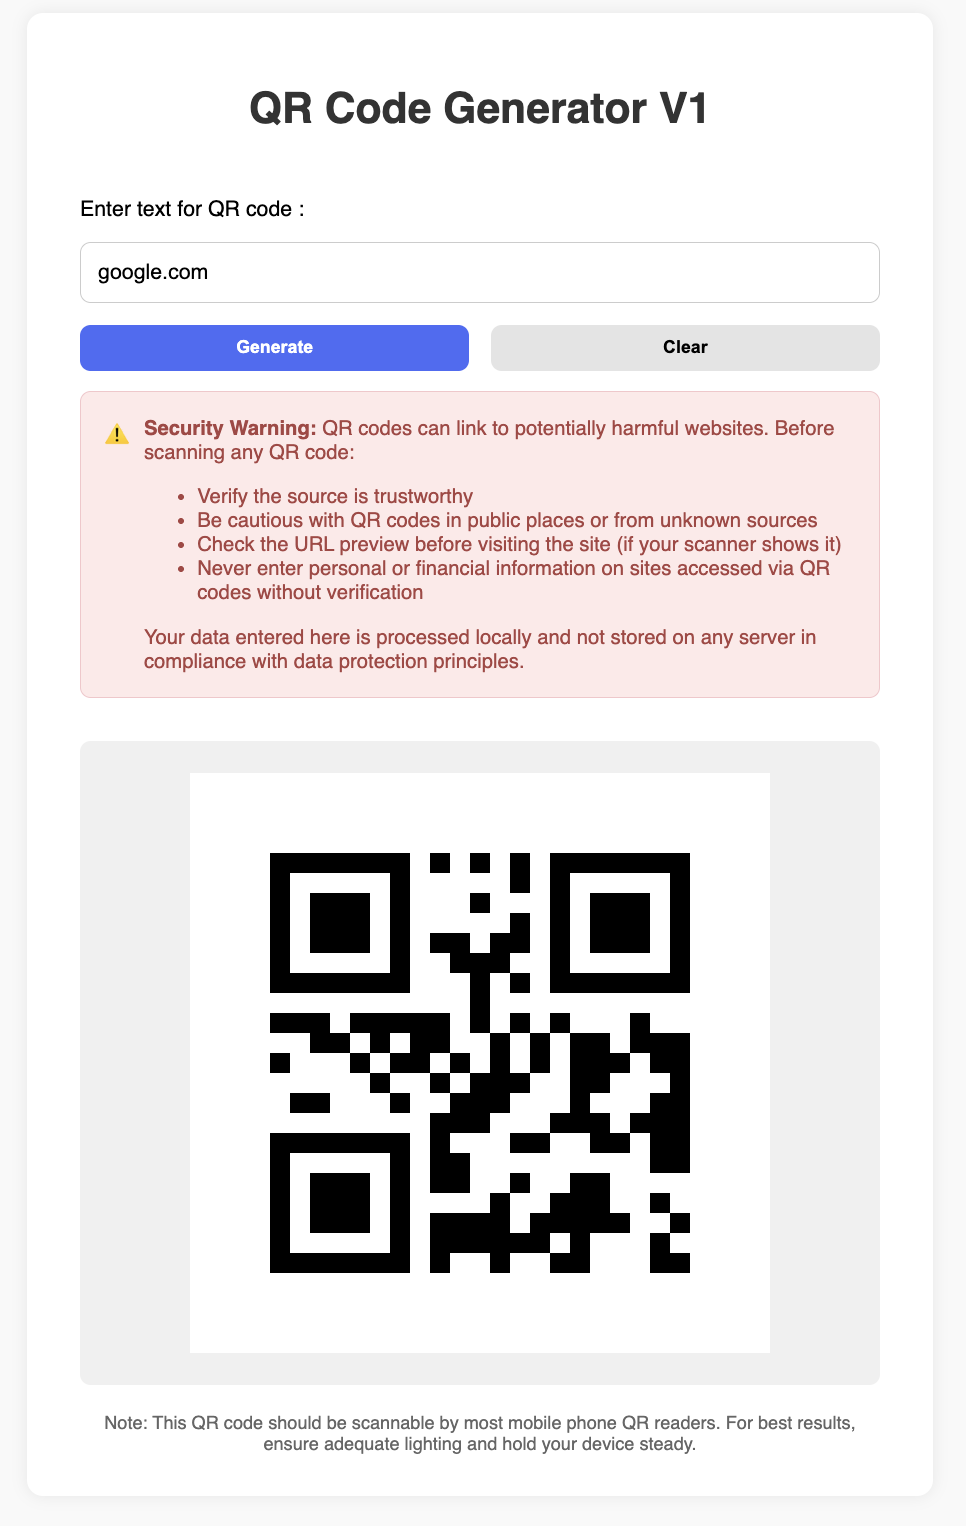 QR Code Generator V1
Enter text for QR code :
google.com
Generate
Clear
⚠️ Security Warning: QR codes can link to potentially harmful websites. Before
scanning any QR code:
• Verify the source is trustworthy
• Be cautious with QR codes in public places or from unknown sources
• Check the URL preview before visiting the site (if your scanner shows it)
• Never enter personal or financial information on sites accessed via QR
codes without verification
Your data entered here is processed locally and not stored on any server in
compliance with data protection principles.
Note: This QR code should be scannable by most mobile phone QR readers. For best results,
ensure adequate lighting and hold your device steady.